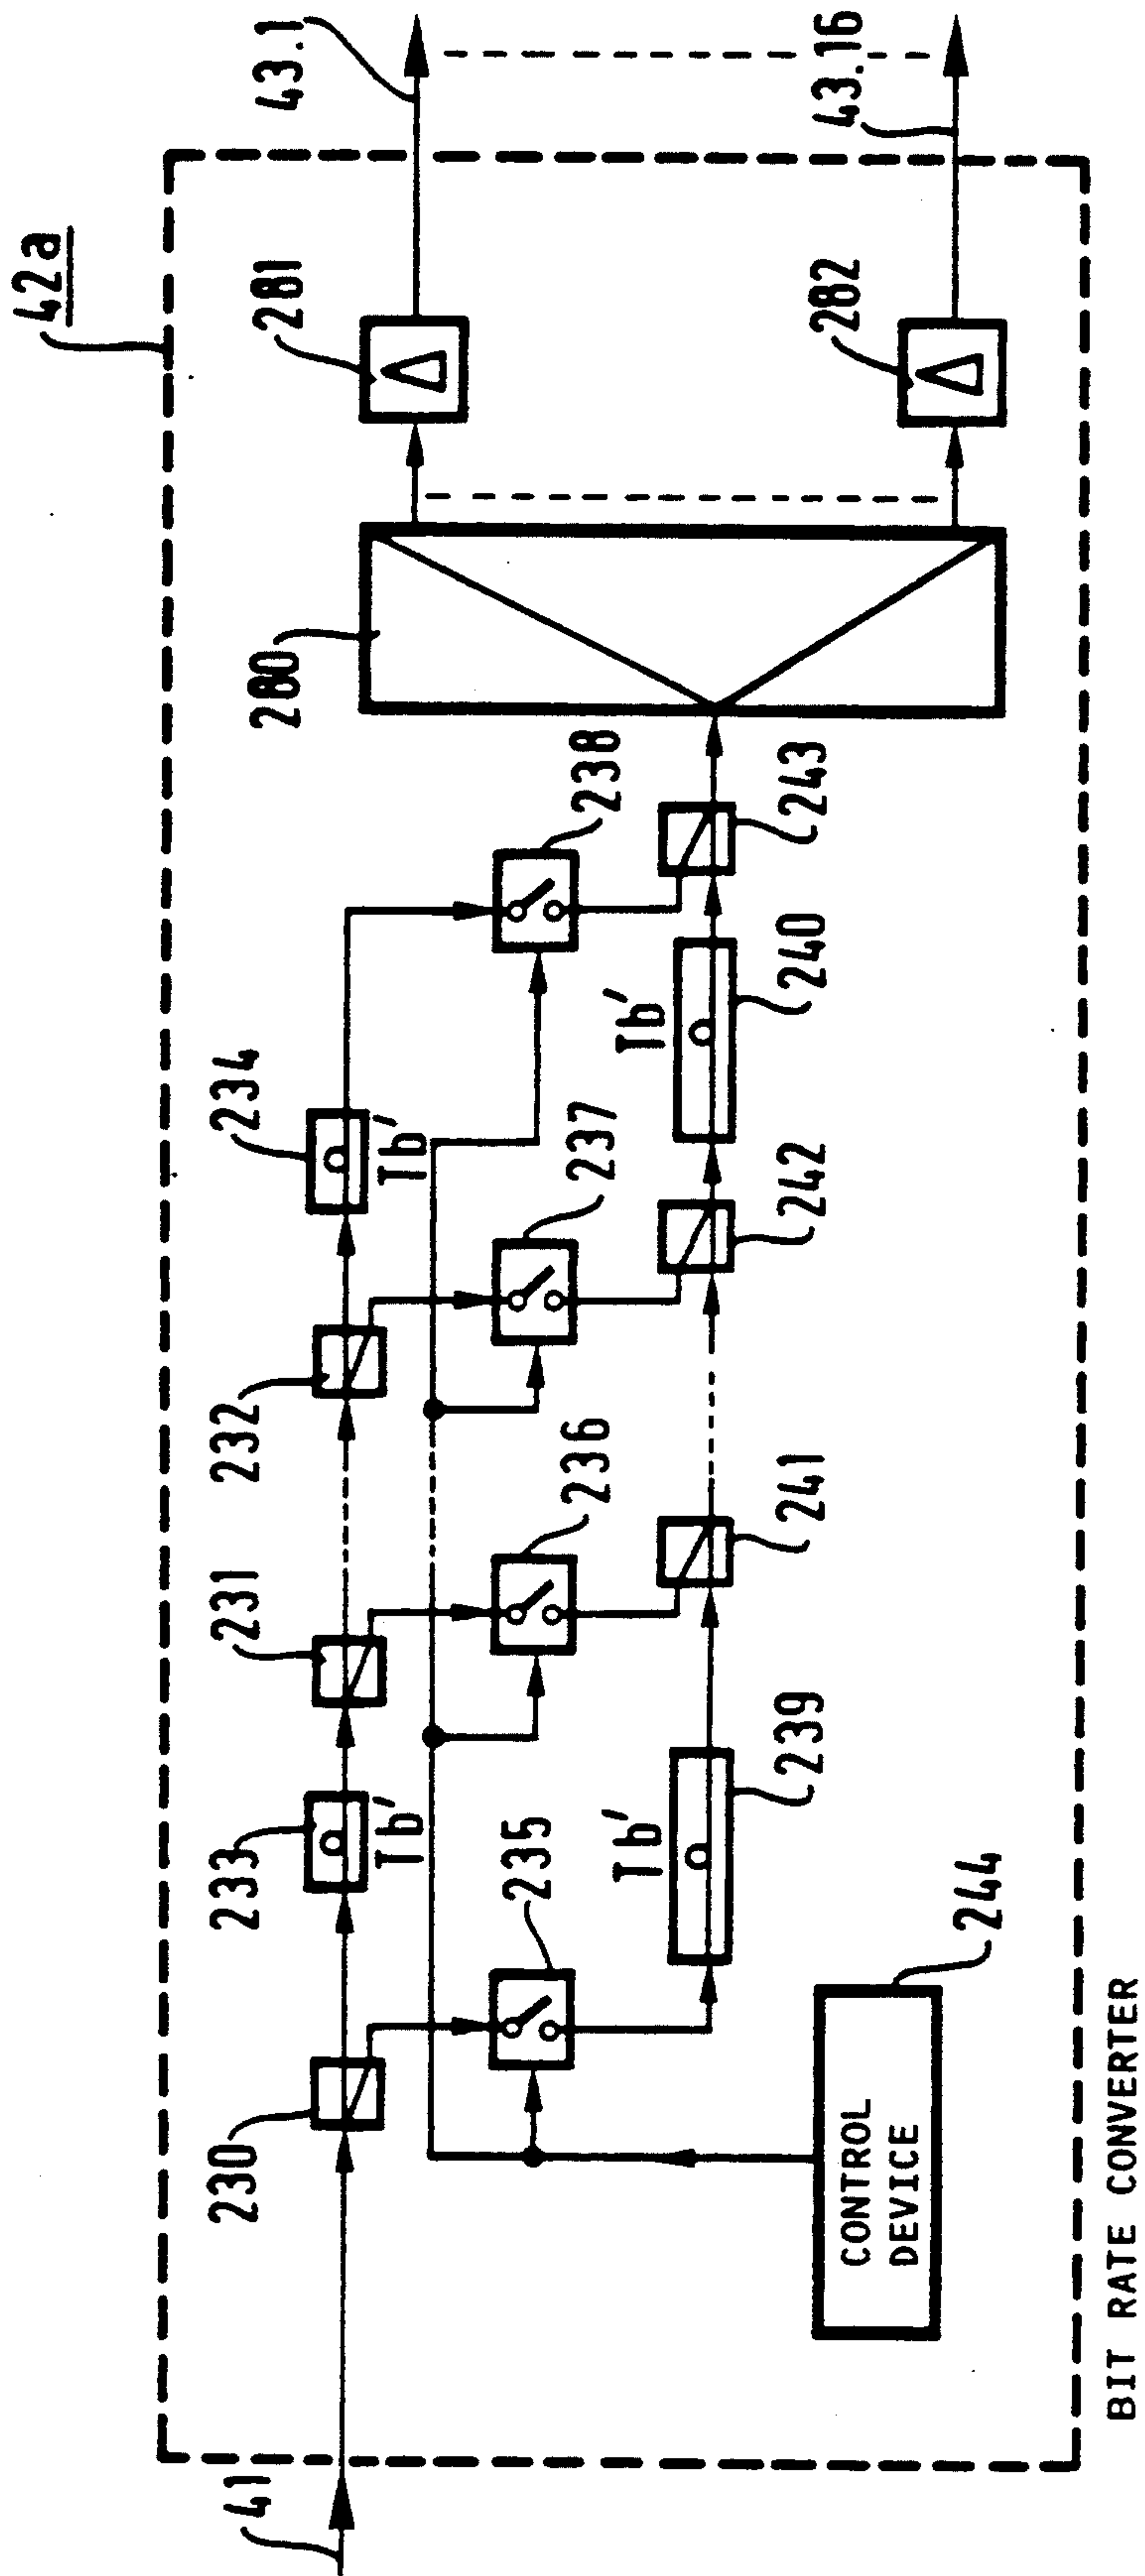 42a
41
43.1
43.16
230
233
231
232
234
Tb'
Tb'
235
236
237
238
Tb'
Tb'
239
241
242
240
243
280
281
282
CONTROL
DEVICE
244
BIT RATE CONVERTER